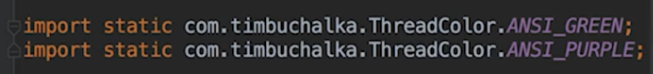 import static com.timbuchalka.ThreadColor.ANSI_GREEN;
import static com.timbuchalka.ThreadColor.ANSI_PURPLE;